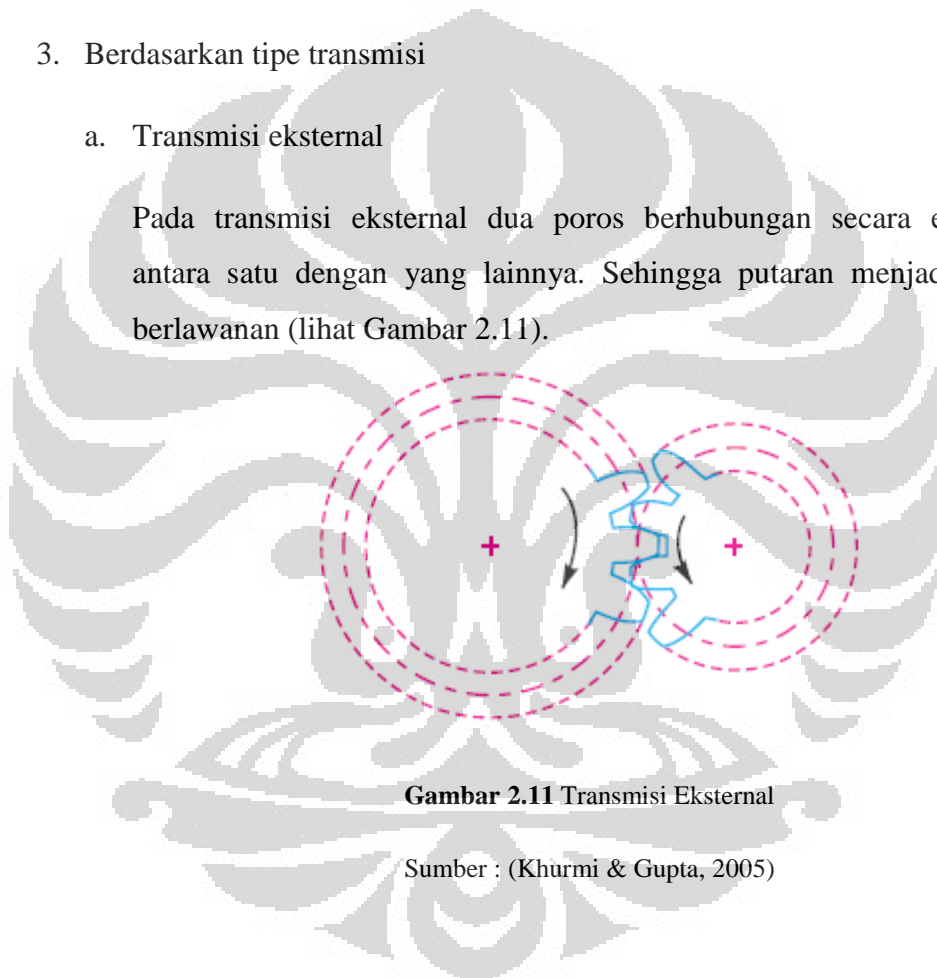 3. Berdasarkan tipe transmisi
a. Transmisi eksternal
Pada transmisi eksternal dua poros berhubungan secara
antara satu dengan yang lainnya. Sehingga putaran
berlawanan (lihat Gambar 2.11).
Gambar 2.11 Transmisi Eksternal
Sumber : (Khurmi & Gupta, 2005)